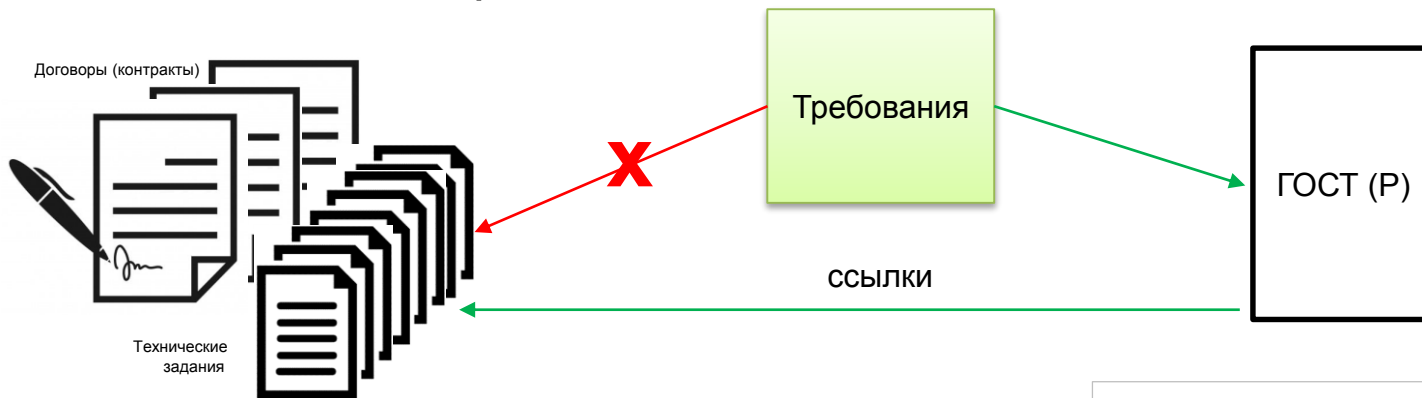 Договоры (контракты)
Требования
X
ГОСТ (Р)
ссылки
Технические
задания